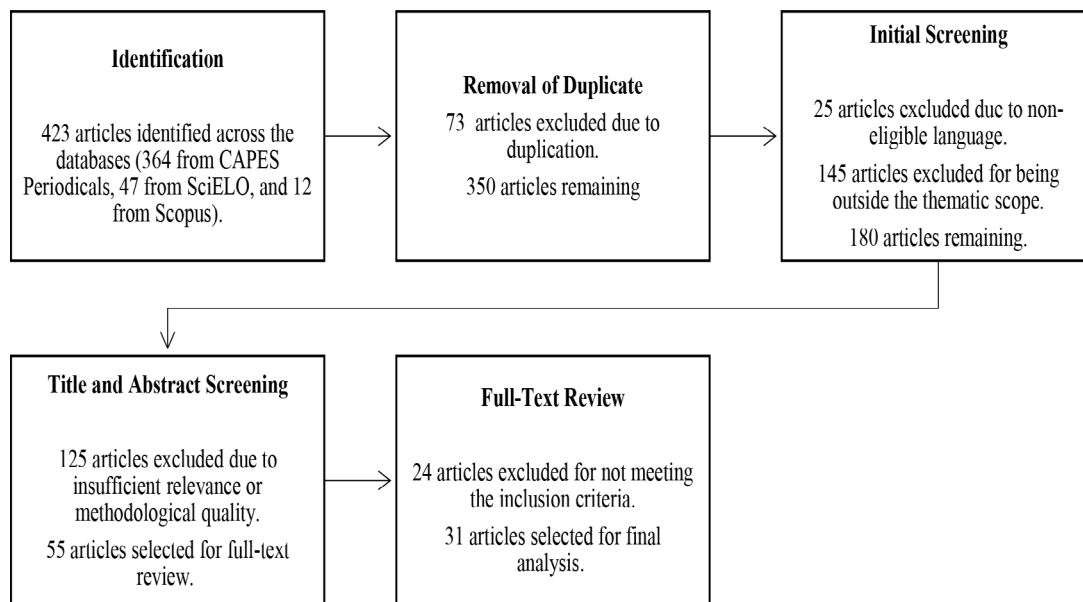 Identification
423 articles identified across the
databases (364 from CAPES
Periodicals, 47 from SciELO, and 12
from Scopus).
Removal of Duplicate
73 articles excluded due to
duplication.
350 articles remaining
Initial Screening
25 articles excluded due to non-
eligible language.
145 articles excluded for being
outside the thematic scope.
180 articles remaining.
Title and Abstract Screening
125 articles excluded due to
insufficient relevance or
methodological quality.
55 articles selected for full-text
review.
Full-Text Review
24 articles excluded for not meeting
the inclusion criteria.
31 articles selected for final
analysis.